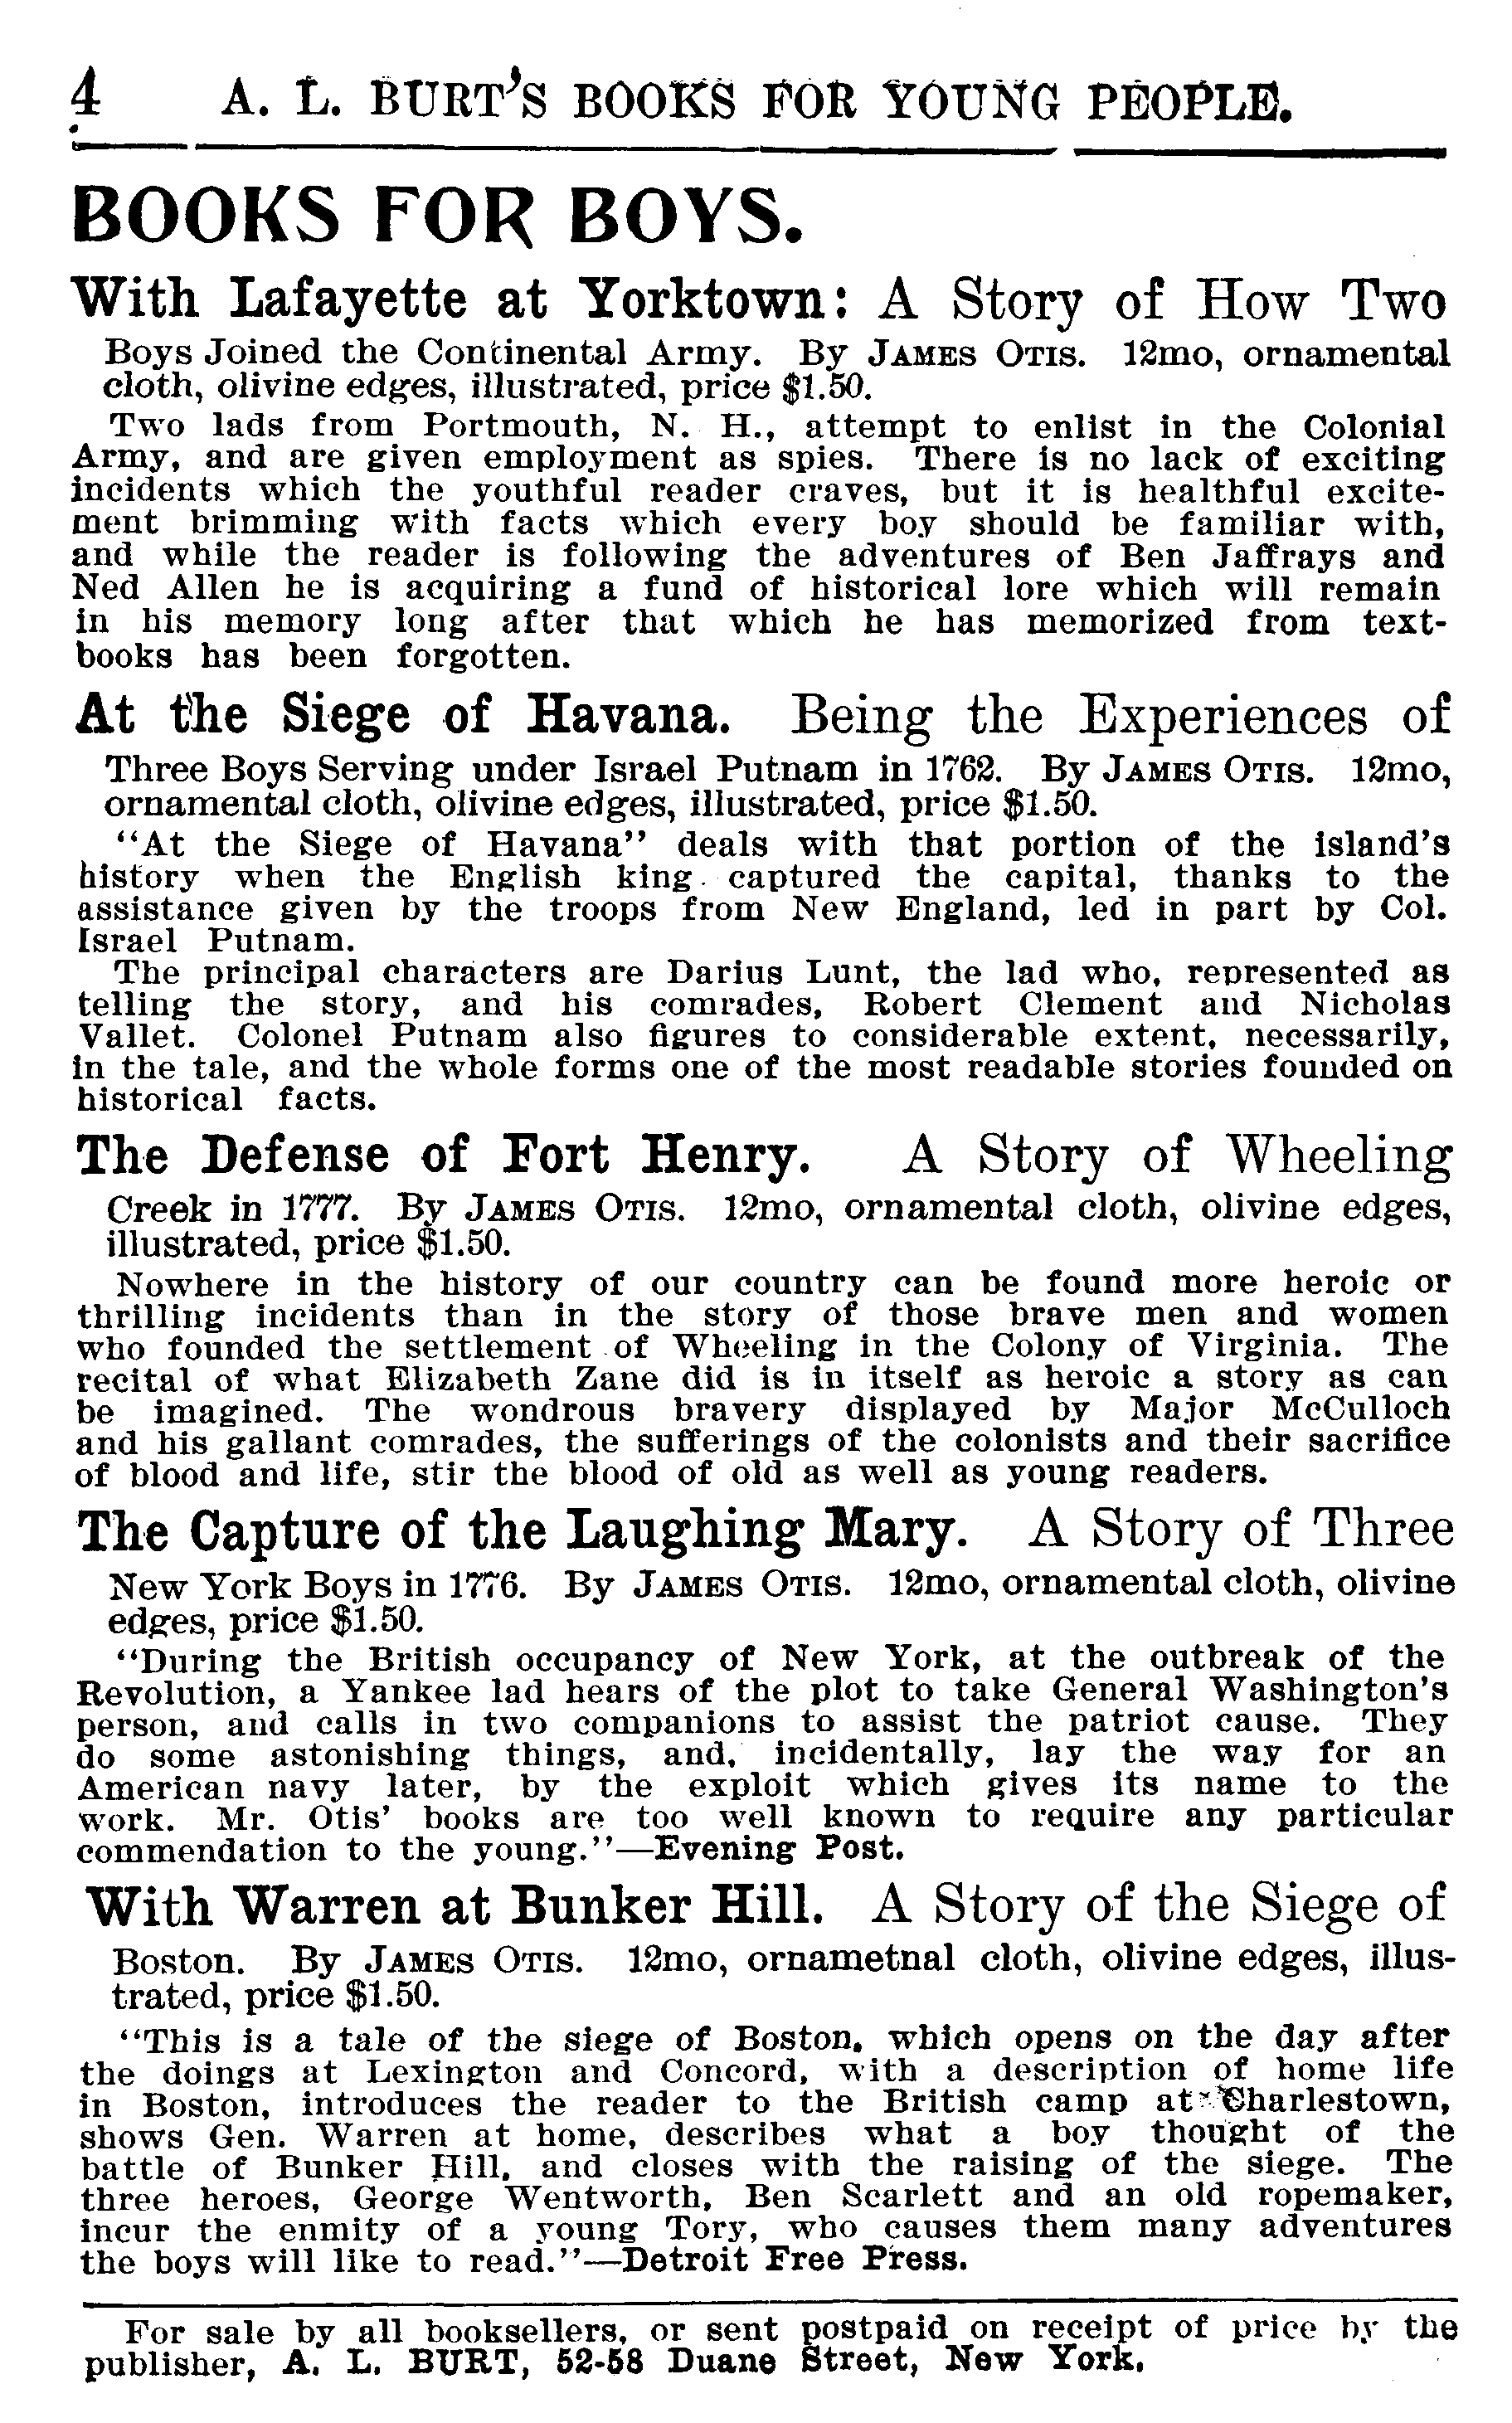 4 A. L. BURT'S BOOKS FOR YOUNG PEOPLE.
BOOKS FOR BOYS.
With Lafayette at Yorktown: A Story of How Two
Boys Joined the Continental Army. By JAMES OTIS. 12mo, ornamental
cloth, olivine edges, illustrated, price $1.50.
Two lads from Portmouth, N. H., attempt to enlist in the Colonial
Army, and are given employment as spies. There is no lack of exciting
incidents which the youthful reader craves, but it is healthful excite-
ment brimming with facts which every boy should be familiar with,
and while the reader is following the adventures of Ben Jaffrays and
Ned Allen he is acquiring a fund of historical lore which will remain
in his memory long after that which he has memorized from text-
books has been forgotten.
At the Siege of Havana. Being the Experiences of
Three Boys Serving under Israel Putnam in 1762. By JAMES OTIS. 12mo,
ornamental cloth, olivine edges, illustrated, price $1.50.
"At the Siege of Havana" deals with that portion of the island's
history when the English king captured the capital, thanks to the
assistance given by the troops from New England, led in part by Col.
Israel Putnam.
The principal characters are Darius Lunt, the lad who, represented as
telling the story, and his comrades, Robert Clement and Nicholas
Vallet. Colonel Putnam also figures to considerable extent, necessarily,
in the tale, and the whole forms one of the most readable stories founded on
historical facts.
The Defense of Fort Henry. A Story of Wheeling
Creek in 1777. By JAMES OTIS. 12mo, ornamental cloth, olivine edges,
illustrated, price $1.50.
Nowhere in the history of our country can be found more heroic or
thrilling incidents than in the story of those brave men and women
who founded the settlement of Wheeling in the Colony of Virginia. The
recital of what Elizabeth Zane did is in itself as heroic a story as can
be imagined. The wondrous bravery displayed by Major McCulloch
and his gallant comrades, the sufferings of the colonists and their sacrifice
of blood and life, stir the blood of old as well as young readers.
The Capture of the Laughing Mary. A Story of Three
New York Boys in 1776. By JAMES OTIS. 12mo, ornamental cloth, olivine
edges, price $1.50.
"During the British occupancy of New York, at the outbreak of the
Revolution, a Yankee lad hears of the plot to take General Washington's
person, and calls in two companions to assist the patriot cause. They
do some astonishing things, and, incidentally, lay the way for an
American navy later, by the exploit which gives its name to the
work. Mr. Otis' books are too well known to require any particular
commendation to the young."—Evening Post.
With Warren at Bunker Hill. A Story of the Siege of
Boston. By JAMES OTIS. 12mo, ornametnal cloth, olivine edges, illus-
trated, price $1.50.
"This is a tale of the siege of Boston, which opens on the day after
the doings at Lexington and Concord, with a description of home life
in Boston, introduces the reader to the British camp at Charlestown,
shows Gen. Warren at home, describes what a boy thought of the
battle of Bunker Hill, and closes with the raising of the siege. The
three heroes, George Wentworth, Ben Scarlett and an old ropemaker,
incur the enmity of a young Tory, who causes them many adventures
the boys will like to read."—Detroit Free Press.
For sale by all booksellers, or sent postpaid on receipt of price by the
publisher, A. L. BURT, 52-58 Duane Street, New York.